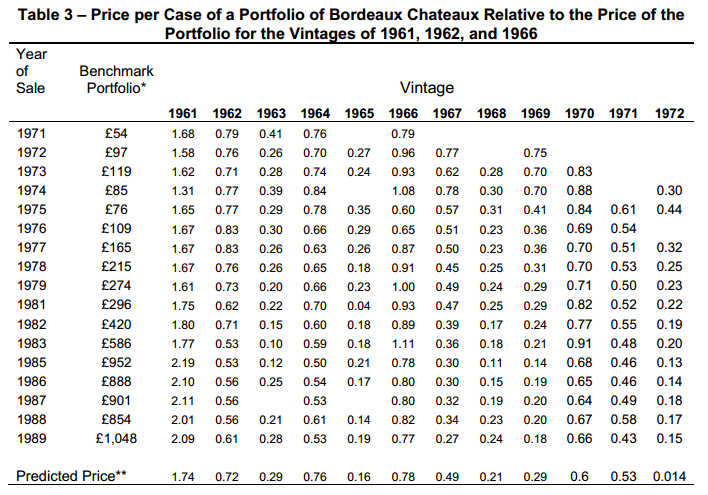 Table 3 – Price per Case of a Portfolio of Bordeaux Chateaux Relative to the Price of the
Portfolio for the Vintages of 1961, 1962, and 1966
Year
of Benchmark
Sale Portfolio* Vintage
1961 1962 1963 1964 1965 1966 1967 1968 1969 1970 1971 1972
1971 £54 1.68 0.79 0.41 0.76 0.79
1972 £97 1.58 0.76 0.26 0.70 0.27 0.96 0.77 0.75
1973 £119 1.62 0.71 0.28 0.74 0.24 0.93 0.62 0.28 0.70 0.83
1974 £85 1.31 0.77 0.39 0.84 1.08 0.78 0.30 0.70 0.88 0.30
1975 £76 1.65 0.77 0.29 0.78 0.35 0.60 0.57 0.31 0.41 0.84 0.61 0.44
1976 £109 1.67 0.83 0.30 0.66 0.29 0.65 0.51 0.23 0.36 0.69 0.54
1977 £165 1.67 0.83 0.26 0.63 0.26 0.87 0.50 0.23 0.36 0.70 0.51 0.32
1978 £215 1.67 0.76 0.26 0.65 0.18 0.91 0.45 0.25 0.31 0.70 0.53 0.25
1979 £274 1.61 0.73 0.20 0.66 0.23 1.00 0.49 0.24 0.29 0.71 0.50 0.23
1981 £296 1.75 0.62 0.22 0.70 0.04 0.93 0.47 0.25 0.29 0.82 0.52 0.22
1982 £420 1.80 0.71 0.15 0.60 0.18 0.89 0.39 0.17 0.24 0.77 0.55 0.19
1983 £586 1.77 0.53 0.10 0.59 0.18 1.11 0.36 0.18 0.21 0.91 0.48 0.20
1985 £952 2.19 0.53 0.12 0.50 0.21 0.78 0.30 0.11 0.14 0.68 0.46 0.13
1986 £888 2.10 0.56 0.25 0.54 0.17 0.80 0.30 0.15 0.19 0.65 0.46 0.14
1987 £901 2.11 0.56 0.53 0.80 0.32 0.19 0.20 0.64 0.49 0.18
1988 £854 2.01 0.56 0.21 0.61 0.14 0.82 0.34 0.23 0.20 0.67 0.58 0.17
1989 £1,048 2.09 0.61 0.28 0.53 0.19 0.77 0.27 0.24 0.18 0.66 0.43 0.15
Predicted Price** 1.74 0.72 0.29 0.76 0.16 0.78 0.49 0.21 0.29 0.6 0.53 0.014